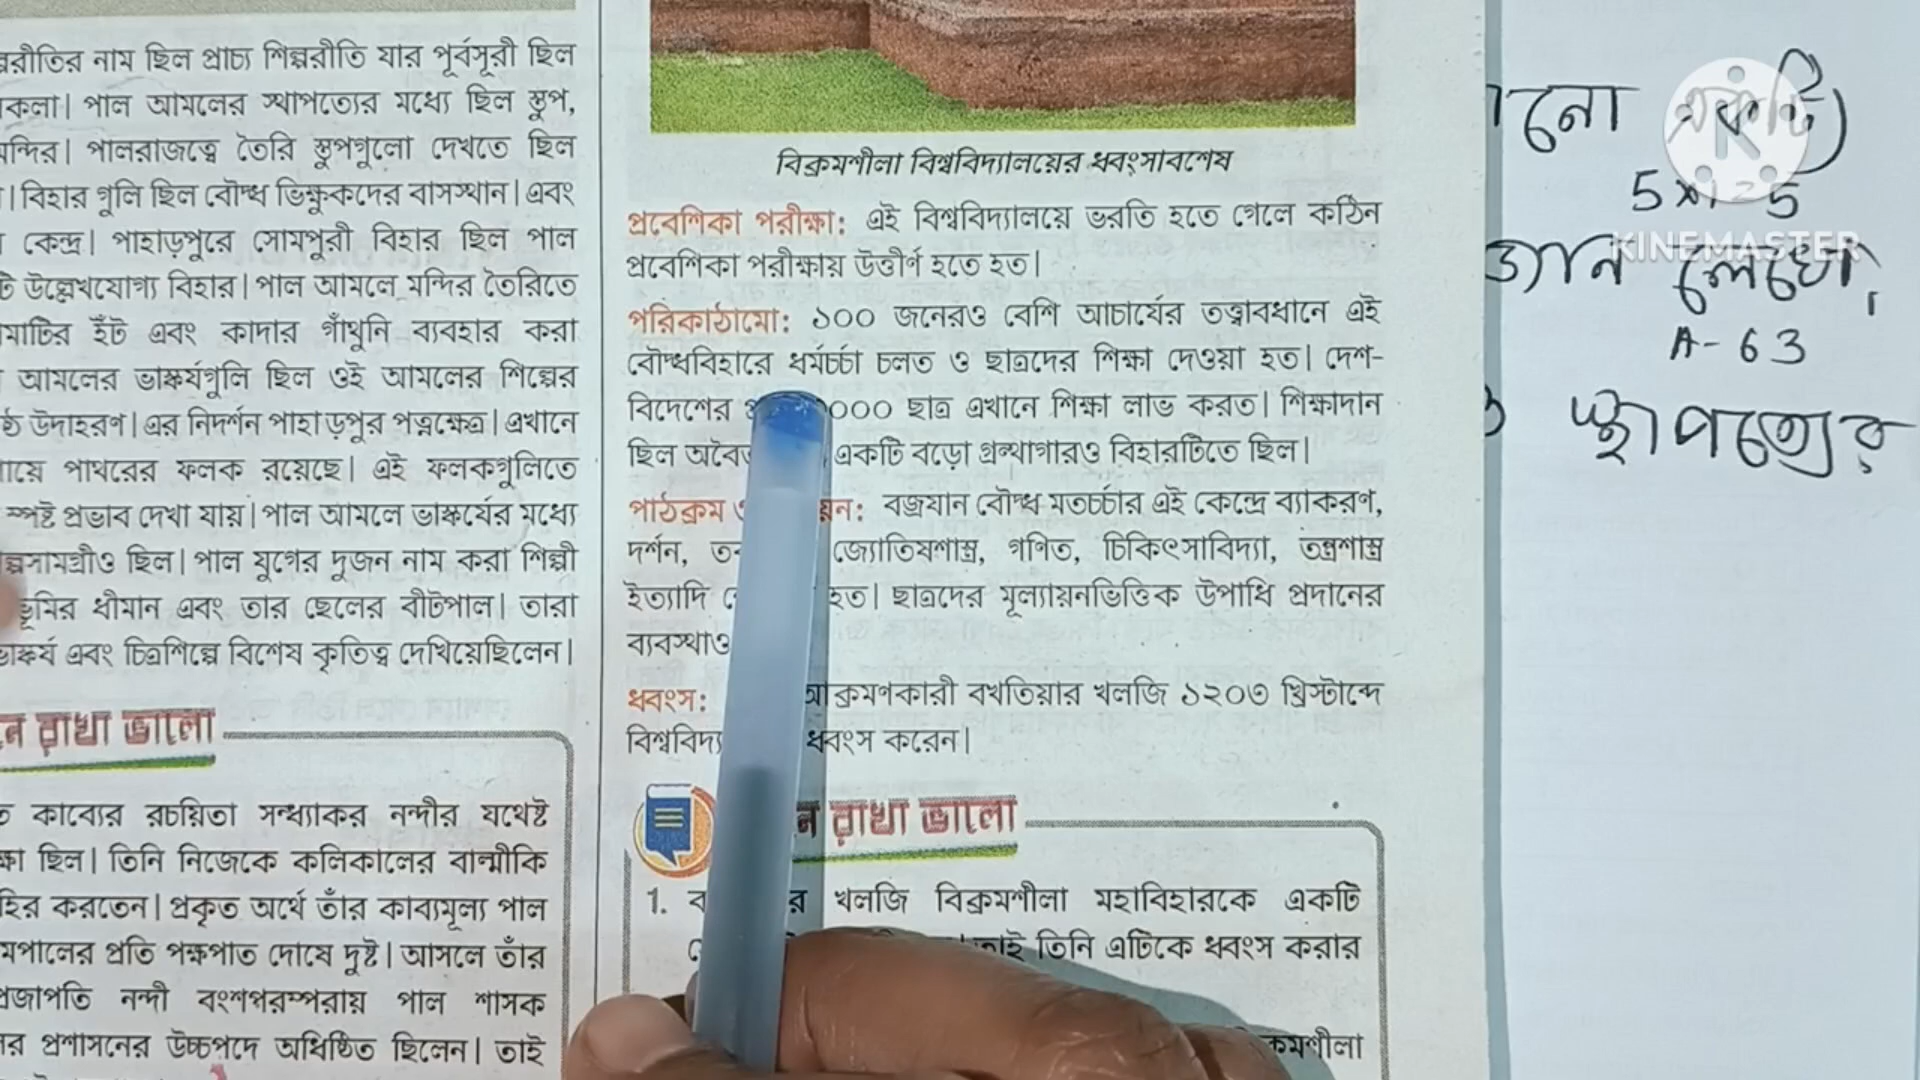 রীতির নাম ছিল প্রাচ্য শিল্পরীতি যার পূর্বসূরী ছিল
কলা। পাল আমলের স্থাপত্যের মধ্যে ছিল স্তুপ,
মন্দির। পালরাজত্বে তৈরি স্তুপগুলো দেখতে ছিল
। বিহার গুলি ছিল বৌদ্ধ ভিক্ষুকদের বাসস্থান। এবং
কেন্দ্র। পাহাড়পুরে সোমপুরী বিহার ছিল পাল
টি উল্লেখযোগ্য বিহার। পাল আমলে মন্দির তৈরিতে
মাটির ইঁট এবং কাদার গাঁথুনি ব্যবহার করা
আমলের ভাস্কর্যগুলি ছিল ওই আমলের শিল্পের
উদাহরণ। এর নিদর্শন পাহাড়পুর পত্নক্ষেত্র। এখানে
পাথরের ফলক রয়েছে। এই ফলকগুলিতে
স্পষ্ট প্রভাব দেখা যায়। পাল আমলে ভাস্কর্যের মধ্যে
ছিল। পাল যুগের দুজন নাম করা শিল্পী
ধীমান এবং তার ছেলের বীটপাল। তারা
এবং চিত্রশিল্পে বিশেষ কৃতিত্ব দেখিয়েছিলেন।
রাখা ভালো
কাব্যের রচয়িতা সন্ধ্যাকর নন্দীর যথেষ্ট
ছিল। তিনি নিজেকে কলিকালের বাল্মীকি
করতেন। প্রকৃত অর্থে তাঁর কাব্যমূল্য পাল
প্রতি পক্ষপাত দোষে দুষ্ট। আসলে তাঁর
প্রজাপতি নন্দী বংশপরম্পরায় পাল শাসক
প্রশাসনের উচ্চপদে অধিষ্ঠিত ছিলেন। তাই
বিক্রমশীলা বিশ্ববিদ্যালয়ের ধ্বংসাবশেষ
প্রবেশিকা পরীক্ষা: এই বিশ্ববিদ্যালয়ে ভরতি হতে গেলে কঠিন
প্রবেশিকা পরীক্ষায় উত্তীর্ণ হতে হত।
পরিকাঠামো: ১০০ জনেরও বেশি আচার্যের তত্ত্বাবধানে এই
বৌদ্ধবিহারে ধর্মচর্চা চলত ও ছাত্রদের শিক্ষা দেওয়া হত। দেশ-
বিদেশের ০০০ ছাত্র এখানে শিক্ষা লাভ করত। শিক্ষাদান
ছিল একটি বড়ো গ্রন্থাগারও বিহারটিতে ছিল।
পাঠক্রম বজ্রযান বৌদ্ধ মতচর্চার এই কেন্দ্রে ব্যাকরণ,
দর্শন, জ্যোতিষশাস্ত্র, গণিত, চিকিৎসাবিদ্যা, তন্ত্রশাস্ত্র
ইত্যাদি হত। ছাত্রদের মূল্যায়নভিত্তিক উপাধি প্রদানের
ব্যবস্থাও
ধ্বংস: আক্রমণকারী বখতিয়ার খলজি ১২০৩ খ্রিস্টাব্দে
ধ্বংস করেন।
রাখা ভালো
1. খলজি বিক্রমশীলা মহাবিহারকে একটি
তাই তিনি এটিকে ধ্বংস করার
ক্রমশীলা
একটি)
5×1=5
KINEMASTER
লেখো,
A-63
স্থাপত্যের